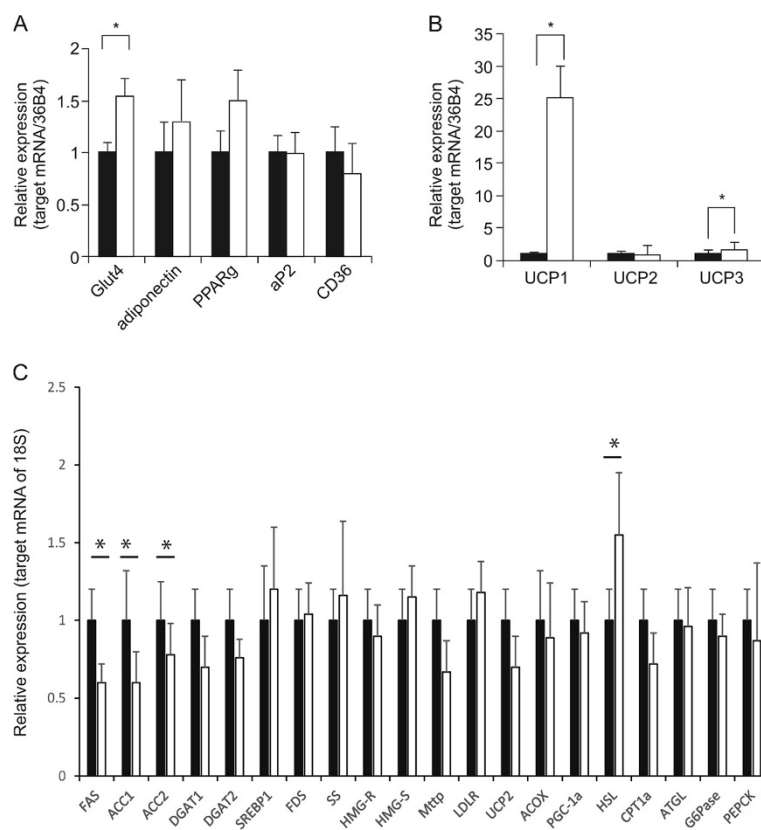 A
B
*
*
*
Relative expression
(target mRNA/36B4)
2
1.5
1
0.5
0
Glut4
adiponectin
PPARg
aP2
CD36
Relative expression
(target mRNA/36B4)
35
30
25
20
15
10
5
0
UCP1
UCP2
UCP3
C
Relative expression (target mRNA of 18S)
2.5
2
1.5
1
0.5
0
*
*
*
*
FAS
ACC1
ACC2
DGAT1
DGAT2
SREBP1
FDS
SS
HMG-R
HMG-S
Mttp
LDLR
UCP2
ACOX
PGC-1a
HSL
CPT1a
ATGL
G6Pase
PEPCK